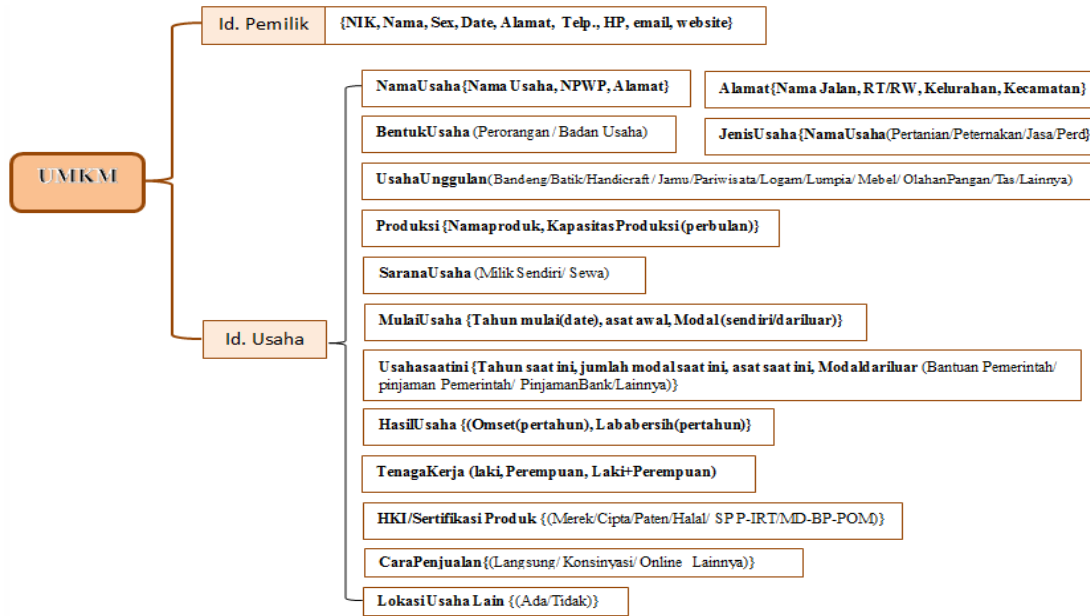 Id. Pemilik
{NIK, Nama, Sex, Date, Alamat, Telp., HP, email, website}
UMKM
Id. Usaha
NamaUsaha{Nama Usaha, NPWP, Alamat}
Alamat{Nama Jalan, RT/RW, Kelurahan, Kecamatan}
BentukUsaha (Perorangan / Badan Usaha)
JenisUsaha {NamaUsaha(Pertanian/Peternakan/Jasa/Perd}
UsahaUnggulan(Bandeng/Batik/Handicraft/ Jamu/Pariwisata/Logam/Lumpia/ Mebel/ OlahanPangan/Tas/Lainnya)
Produksi {Namaproduk, KapasitasProduksi (perbulan)}
SaranaUsaha (Milik Sendiri/ Sewa)
MulaiUsaha {Tahun mulai(date), asat awal, Modal (sendiri/dariluar)}
Usahasaatini {Tahun saat ini, jumlah modal saat ini, asat saat ini, Modaldariluar (Bantuan Pemerintah/
pinjaman Pemerintah/ PinjamanBank/Lainnya)}
HasilUsaha {(Omset(pertahun), Lababersih(pertahun)}
TenagaKerja (laki, Perempuan, Laki+Perempuan)
HKI/Sertifikasi Produk {(Merek/Cipta/Paten/Halal/ SPP-IRT/MD-BP-POM)}
CaraPenjualan{(Langsung/ Konsinyasi/ Online Lainnya)}
Lokasi Usaha Lain {(Ada/Tidak)}